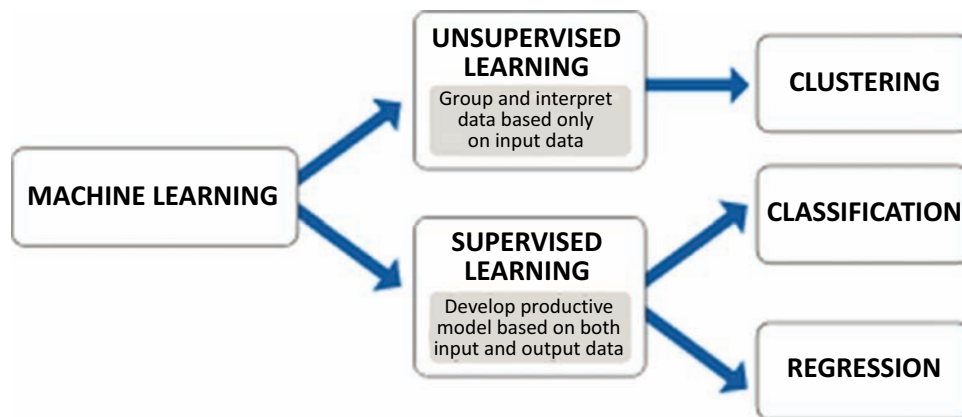 MACHINE LEARNING
UNSUPERVISED
LEARNING
Group and interpret
data based only
on input data
SUPERVISED
LEARNING
Develop productive
model based on both
input and output data
CLUSTERING
CLASSIFICATION
REGRESSION